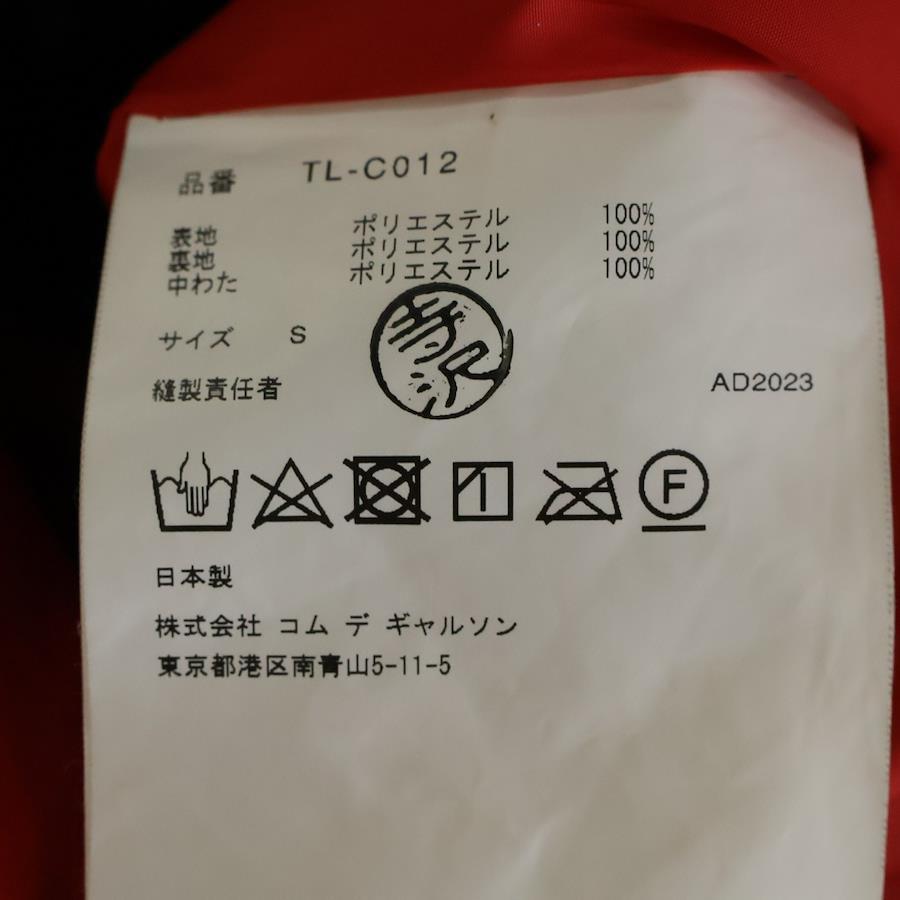 品番 TL-C012
表地 ポリエステル 100%
裏地 ポリエステル 100%
中わた ポリエステル 100%
サイズ S
縫製責任者 AD2023
F
日本製
株式会社 コム デ ギャルソン
東京都港区南青山5-11-5